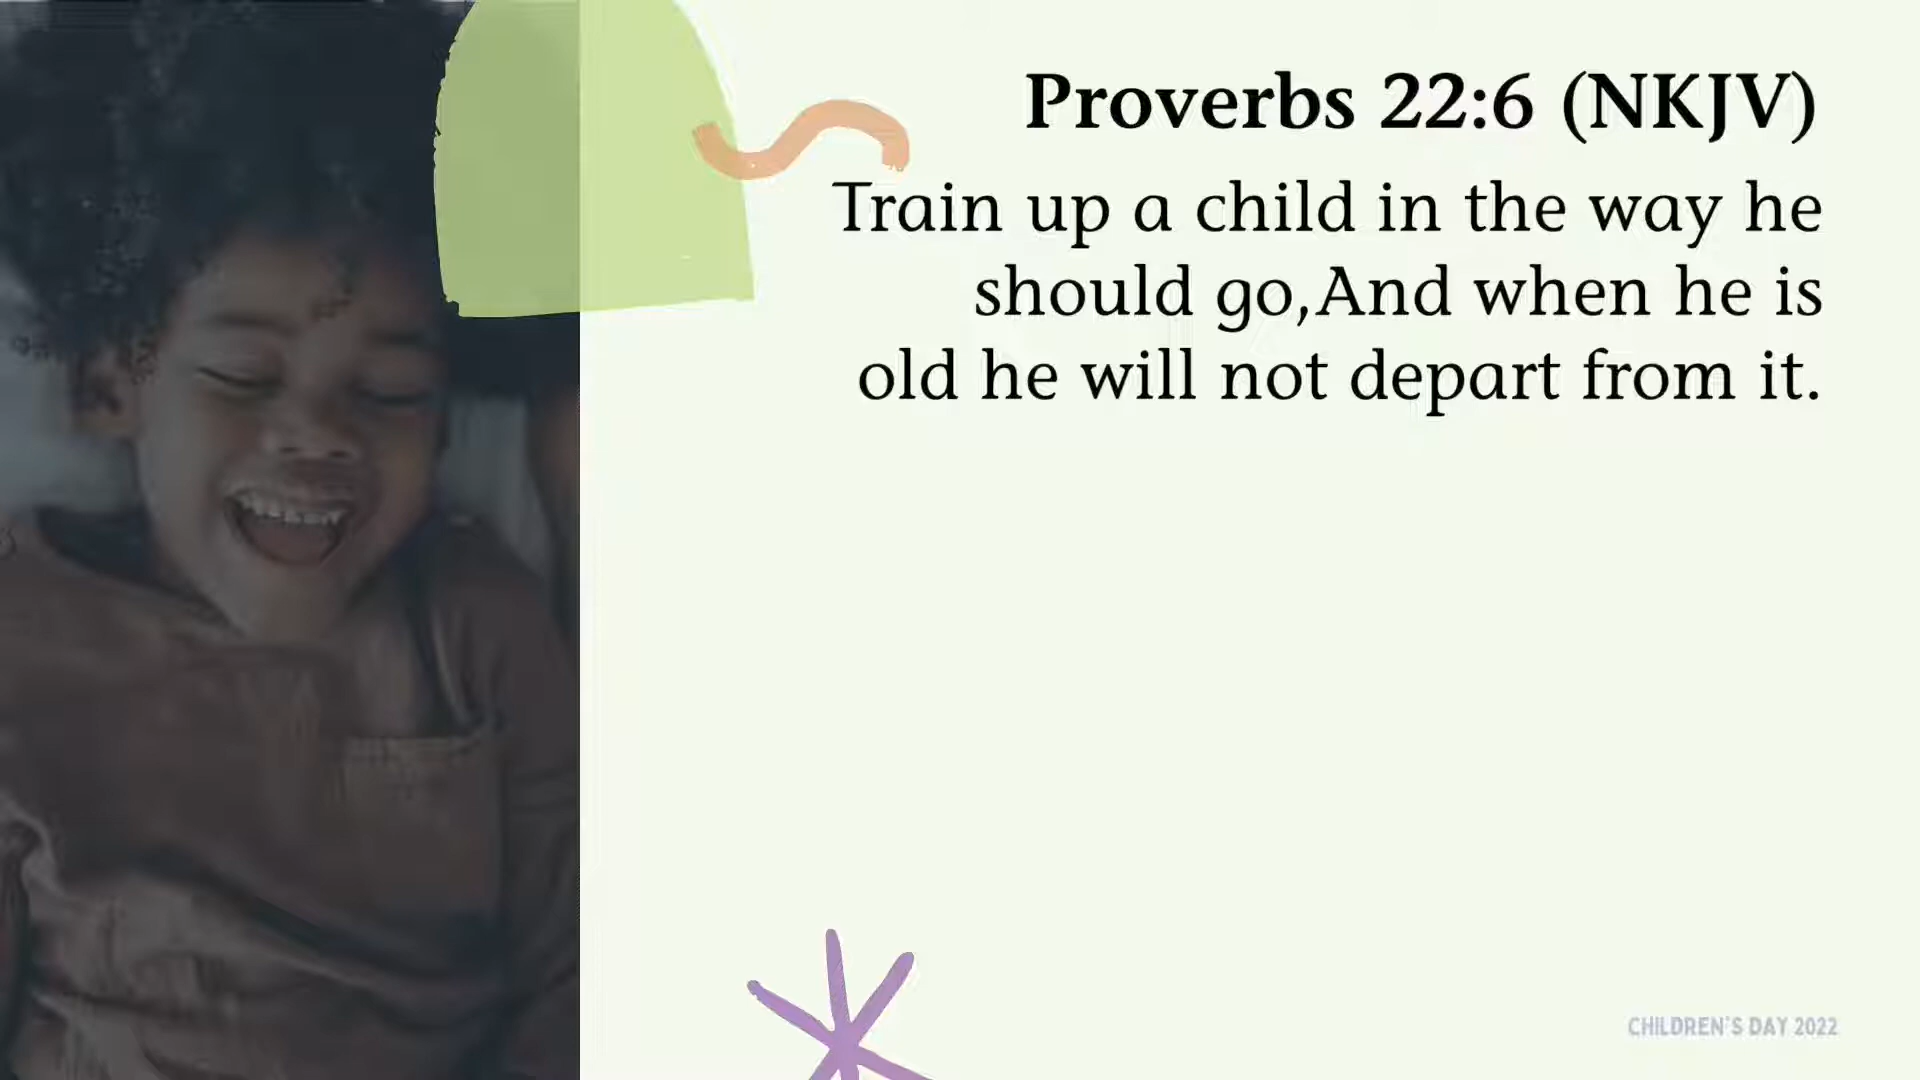 Proverbs 22:6 (NKJV)
Train up a child in the way he
should go,And when he is
old he will not depart from it.
CHILDREN'S DAY 2022